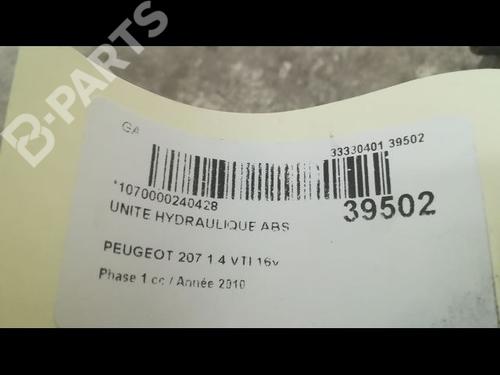 B-PARTS
GA
33330401 39502
*1070000240428
39502
UNITE HYDRAULIQUE ABS
PEUGEOT 207 1.4 VTI 16v
Phase 1 cc / Année 2010